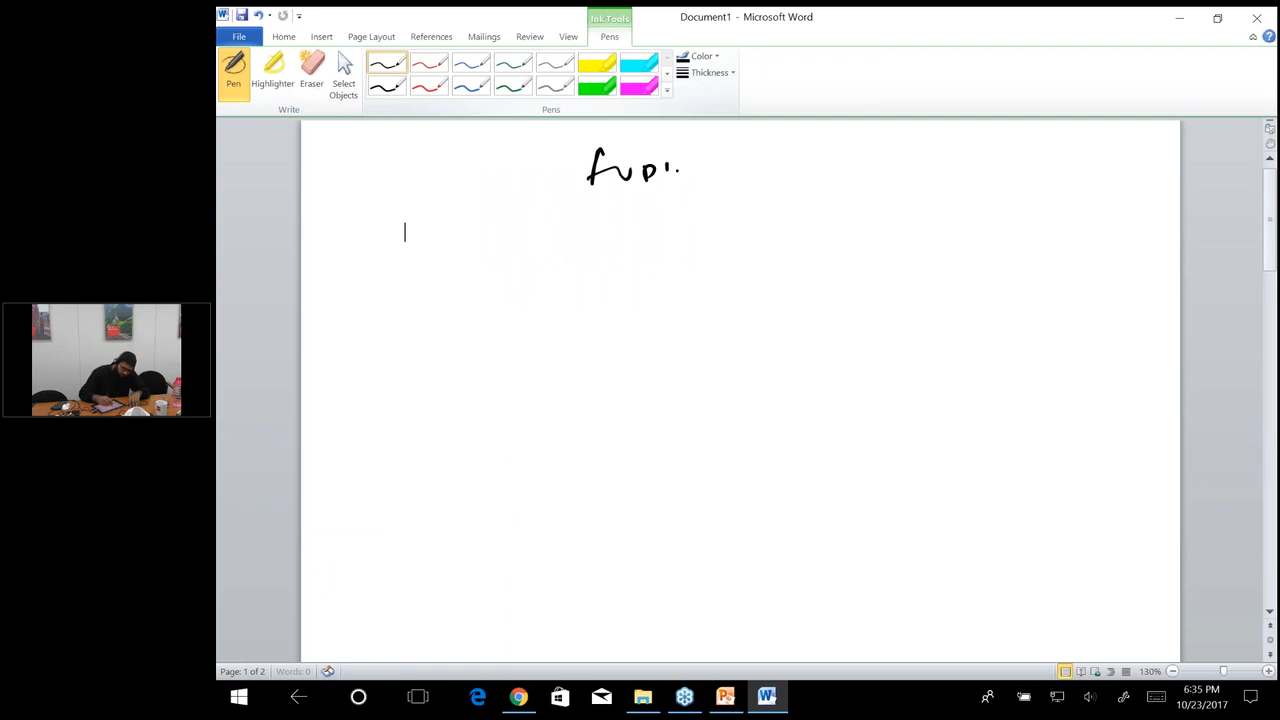 Ink Tools
Document1 - Microsoft Word
File Home Insert Page Layout References Mailings Review View Pens
Pen Highlighter Eraser Select Objects
Color
Thickness
Write Pens
Page: 1 of 2 Words: 0 130%
6:35 PM
10/23/2017